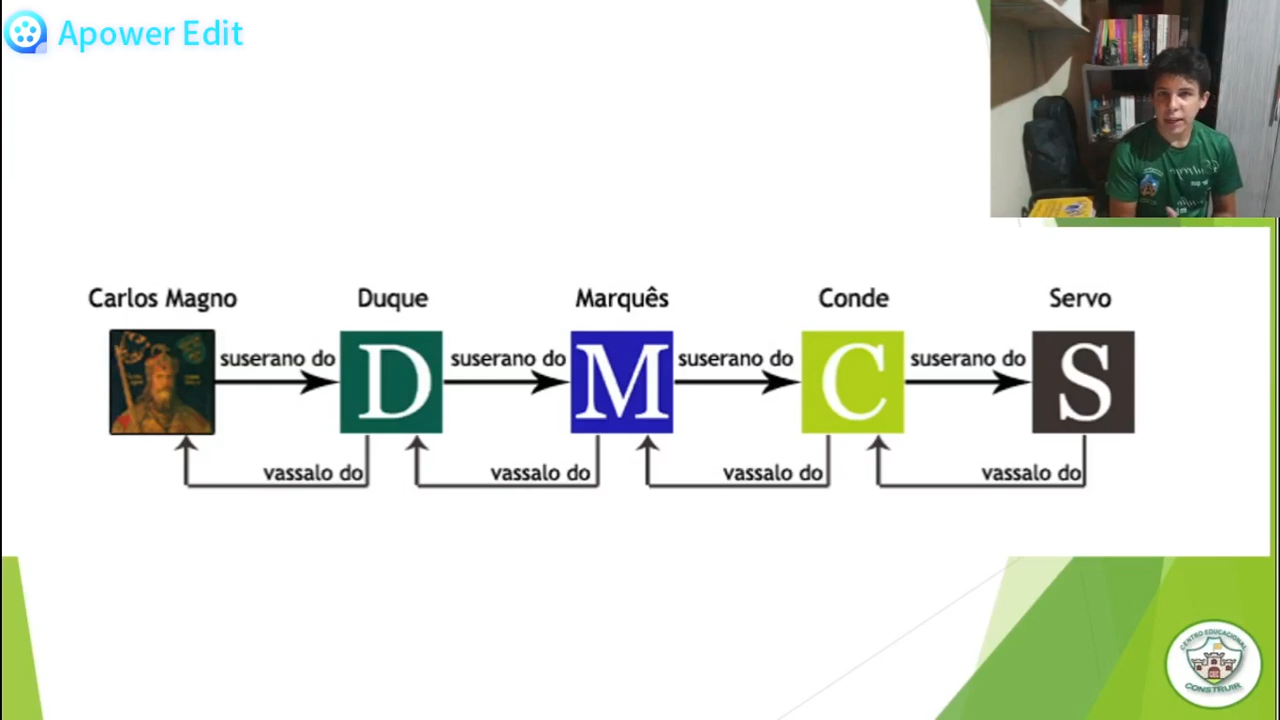 Apower Edit
Carlos Magno
Duque
Marquês
Conde
Servo
suserano do
suserano do
suserano do
suserano do
D
M
C
S
vassalo do
vassalo do
vassalo do
vassalo do
CENTRO EDUCACIONAL
CONSTRUIR